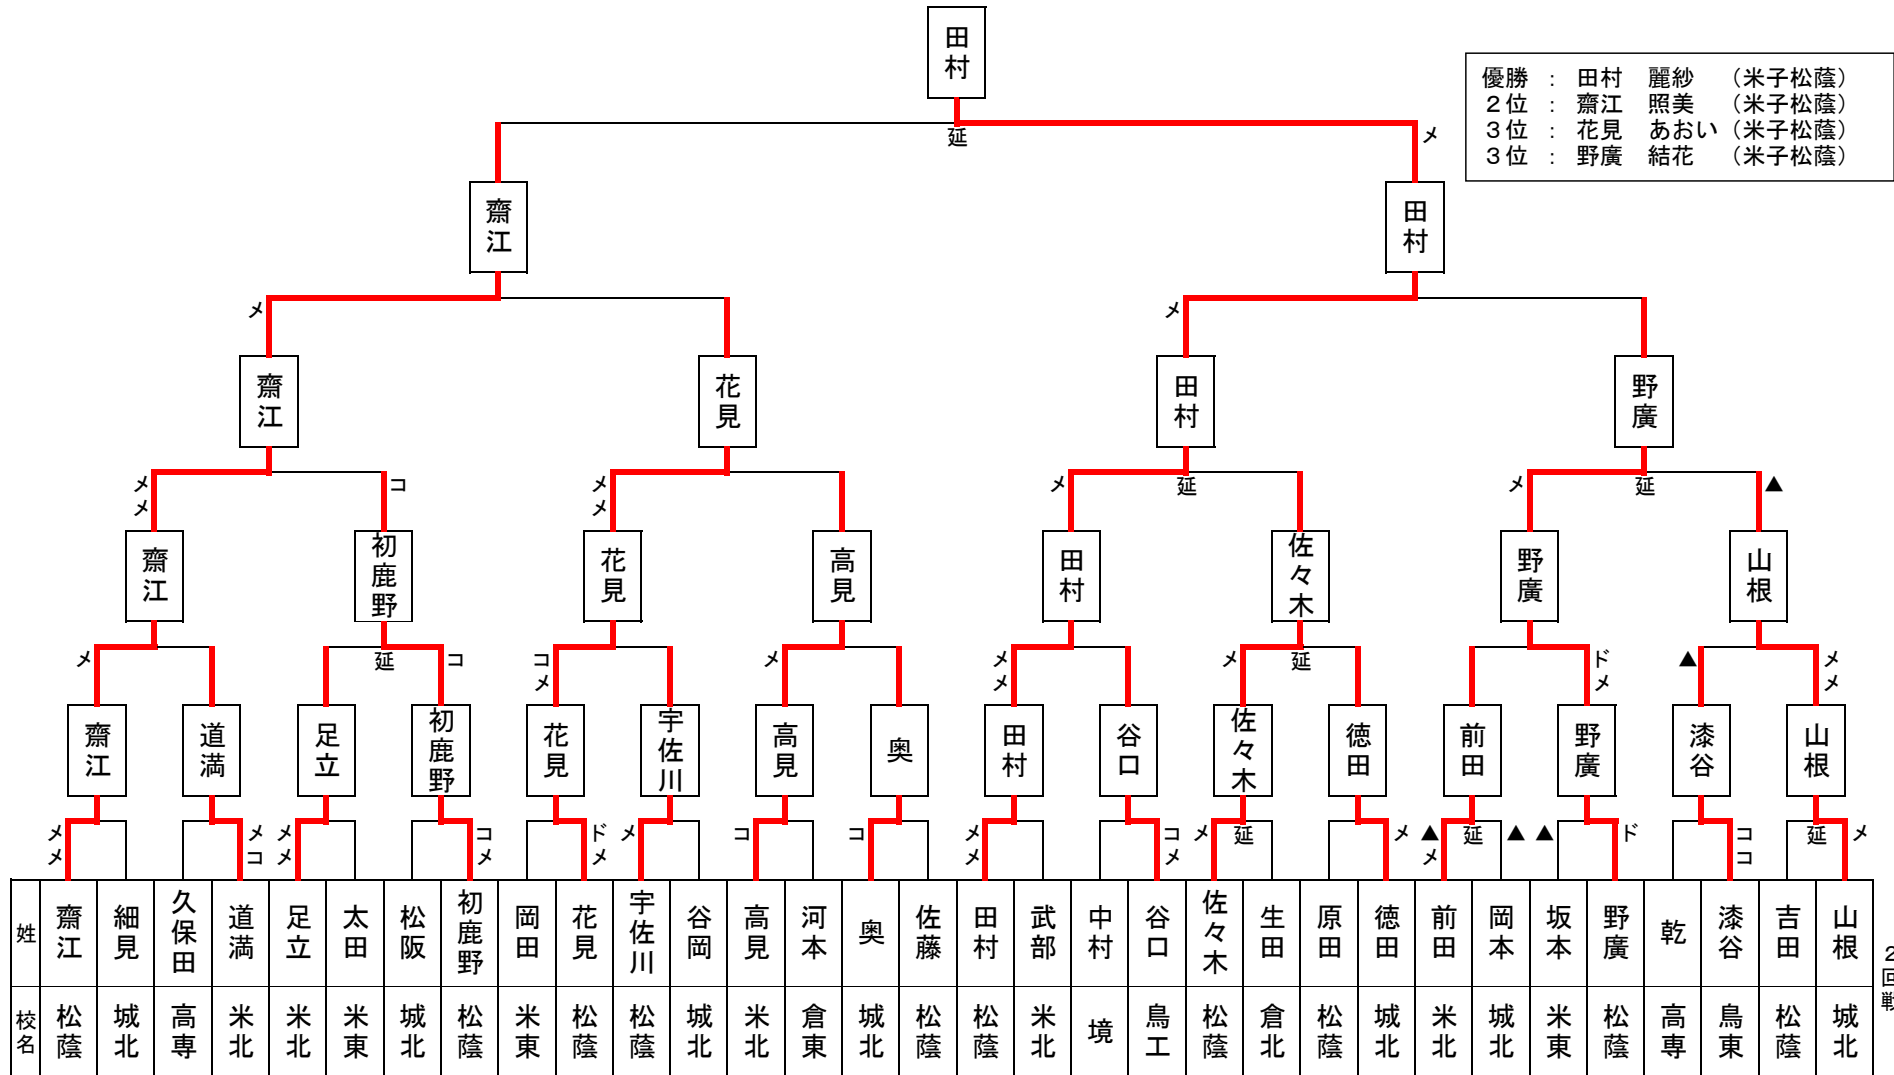 田村
優勝 : 田村 麗紗 （米子松蔭）
２位 : 齋江 照美 （米子松蔭）
３位 : 花見 あおい（米子松蔭）
３位 : 野廣 結花 （米子松蔭）
延 メ
齋江 田村
メ メ
齋江 花見 田村 野廣
メメ コ メメ メ 延 メ 延 ▲
齋江 初鹿野 花見 高見 田村 佐々木 野廣 山根
メ 延 コ コメ メ メメ メ 延 ドメ ▲ メメ
齋江 道満 足立 初鹿野 花見 宇佐川 高見 奥 田村 谷口 佐々木 徳田 前田 野廣 漆谷 山根
メメ メコ メメ コメ ドメ メ コ コ メメ コメ メ 延 メ ▲メ 延 ▲ ▲ ド ココ 延 メ
姓 齋江 細見 久保田 道満 足立 太田 松阪 初鹿野 岡田 花見 宇佐川 谷岡 高見 河本 奥 佐藤 田村 武部 中村 谷口 佐々木 生田 原田 徳田 前田 岡本 坂本 野廣 乾 漆谷 吉田 山根
２回戦
校名 松蔭 城北 高専 米北 米北 米東 城北 松蔭 米東 松蔭 松蔭 城北 米北 倉東 城北 松蔭 松蔭 米北 境 鳥工 松蔭 倉北 松蔭 城北 米北 城北 米東 松蔭 高専 鳥東 松蔭 城北